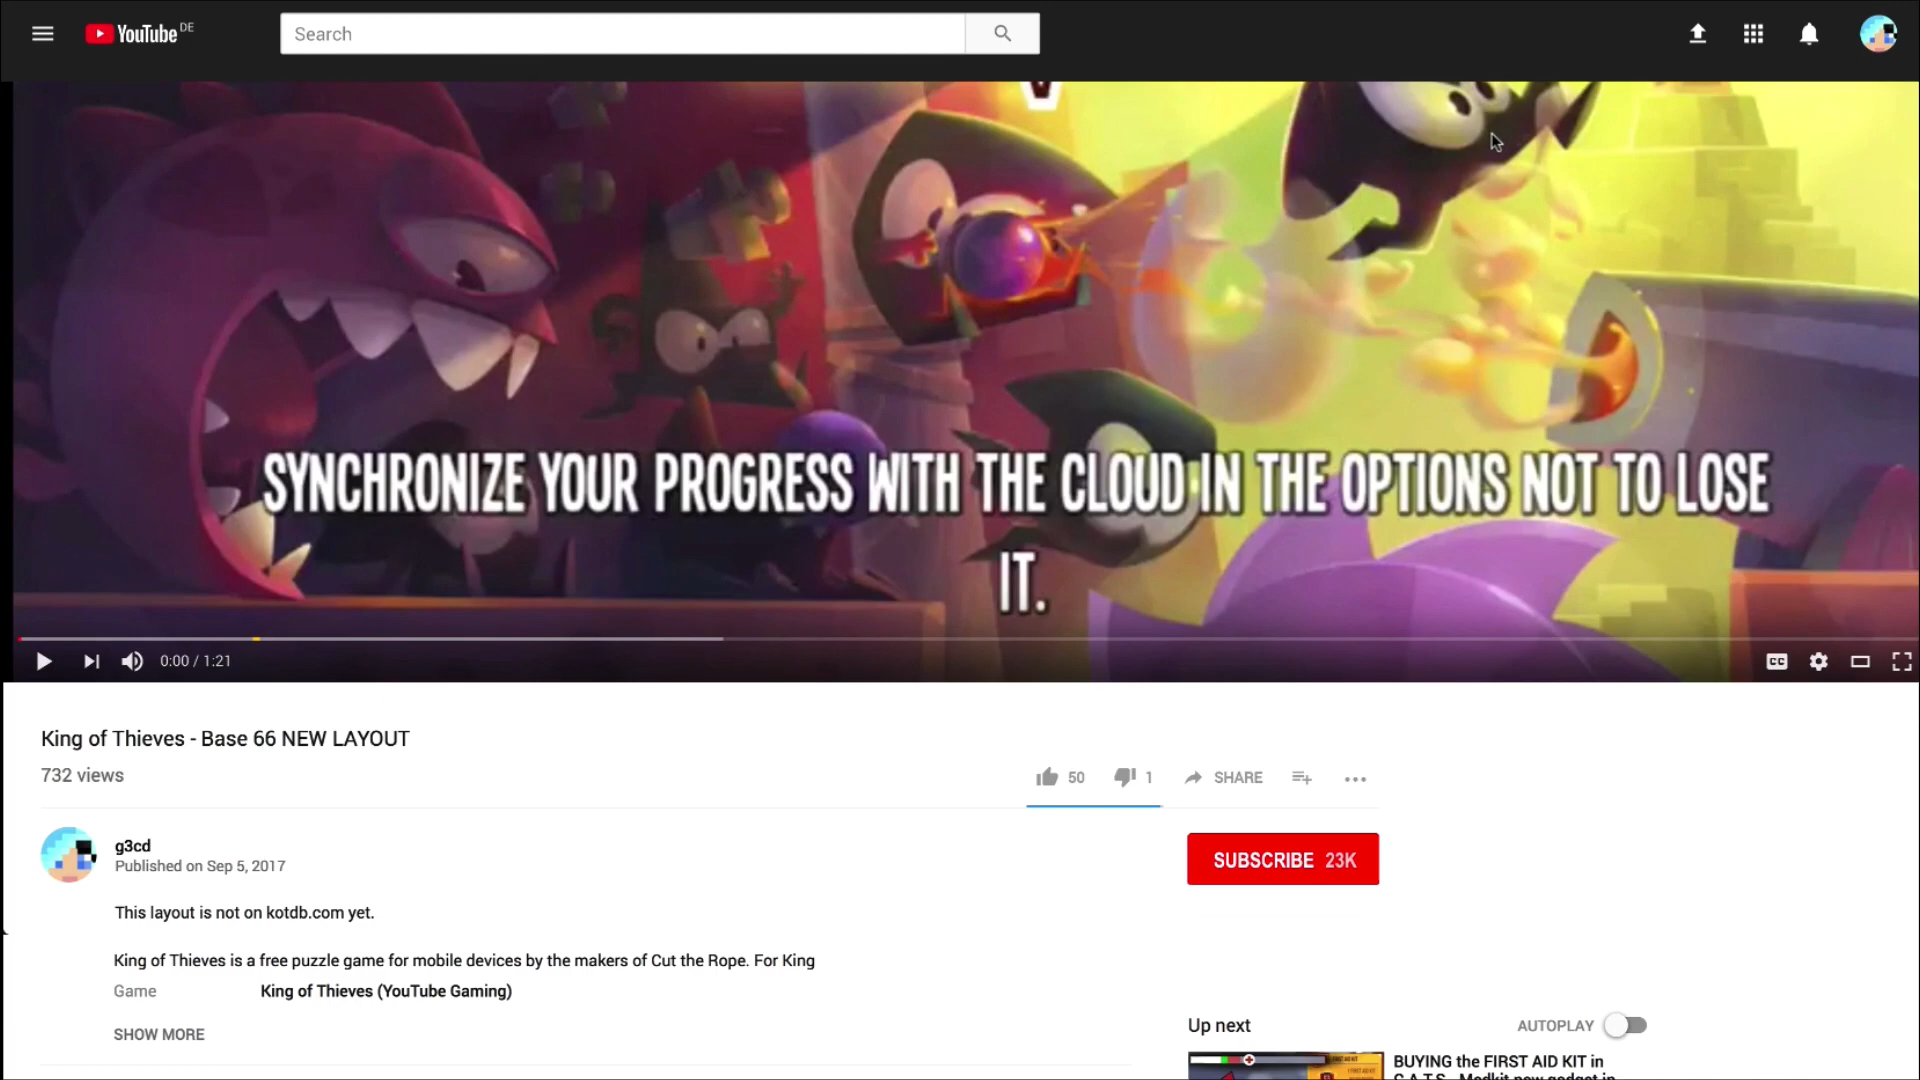 YouTube DE
Search
SYNCHRONIZE YOUR PROGRESS WITH THE CLOUD IN THE OPTIONS NOT TO LOSE
IT.
0:00 / 1:21
CC
King of Thieves - Base 66 NEW LAYOUT
732 views
50
1
SHARE
g3cd
Published on Sep 5, 2017
SUBSCRIBE 23K
This layout is not on kotdb.com yet.
King of Thieves is a free puzzle game for mobile devices by the makers of Cut the Rope. For King
Game
King of Thieves (YouTube Gaming)
SHOW MORE
Up next
AUTOPLAY
BUYING the FIRST AID KIT in